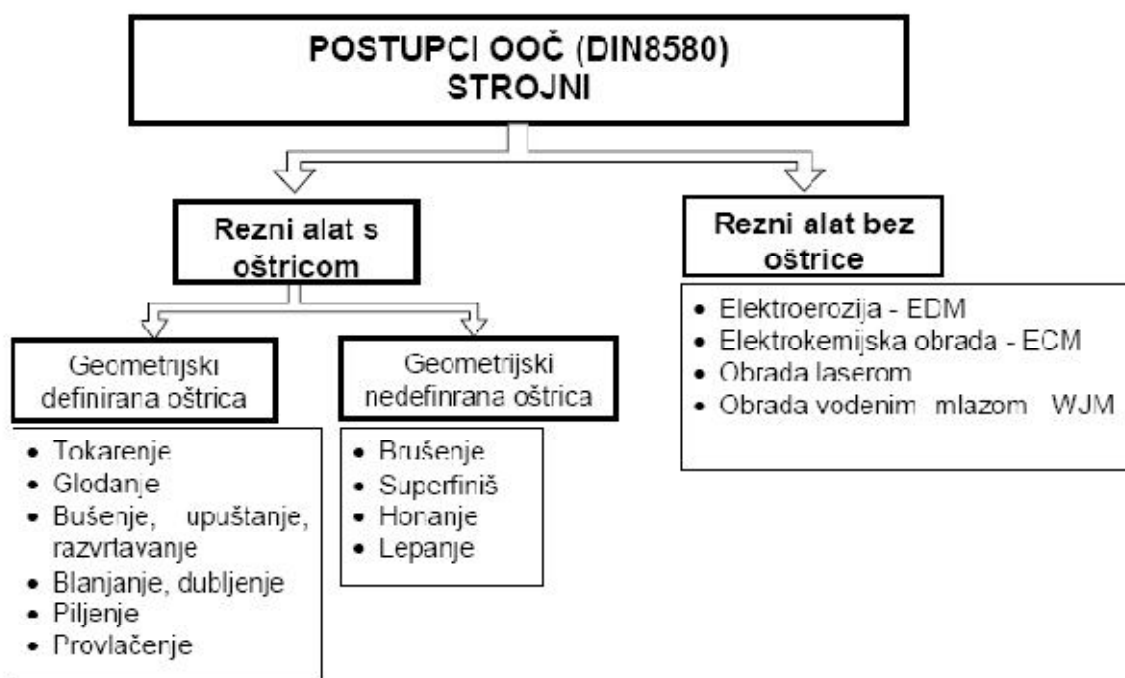 POSTUPCI OOČ (DIN8580)
STROJNI
Rezni alat s
oštricom
Rezni alat bez
oštrice
Geometrijski
definirana oštrica
Geometrijski
nedefinrana oštrica
• Tokarenje
• Glodanje
• Bušenje, upuštanje,
razvrtavanje
• Blanjanje, dubljenje
• Piljenje
• Provlačenje
• Brušenje
• Superfiniš
• Honanje
• Lepanje
• Elektroerozija - EDM
• Elektrokemijska obrada - ECM
• Obrada laserom
• Obrada vodenim mlazom WJM